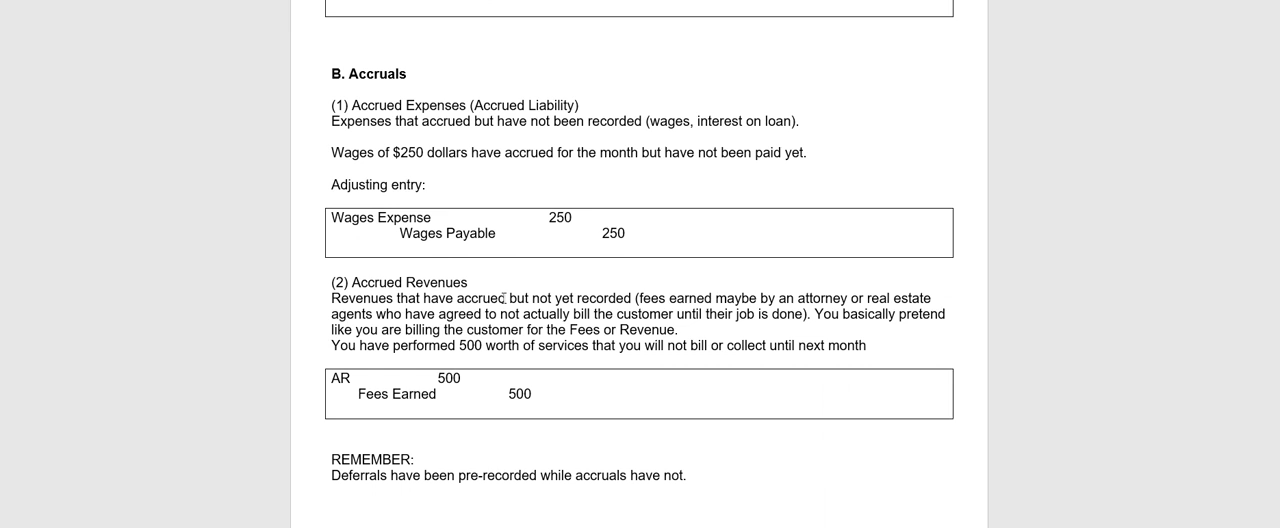 B. Accruals
(1) Accrued Expenses (Accrued Liability)
Expenses that accrued but have not been recorded (wages, interest on loan).
Wages of $250 dollars have accrued for the month but have not been paid yet.
Adjusting entry:
Wages Expense 250
Wages Payable 250
(2) Accrued Revenues
Revenues that have accrued but not yet recorded (fees earned maybe by an attorney or real estate
agents who have agreed to not actually bill the customer until their job is done). You basically pretend
like you are billing the customer for the Fees or Revenue.
You have performed 500 worth of services that you will not bill or collect until next month
AR 500
Fees Earned 500
REMEMBER:
Deferrals have been pre-recorded while accruals have not.